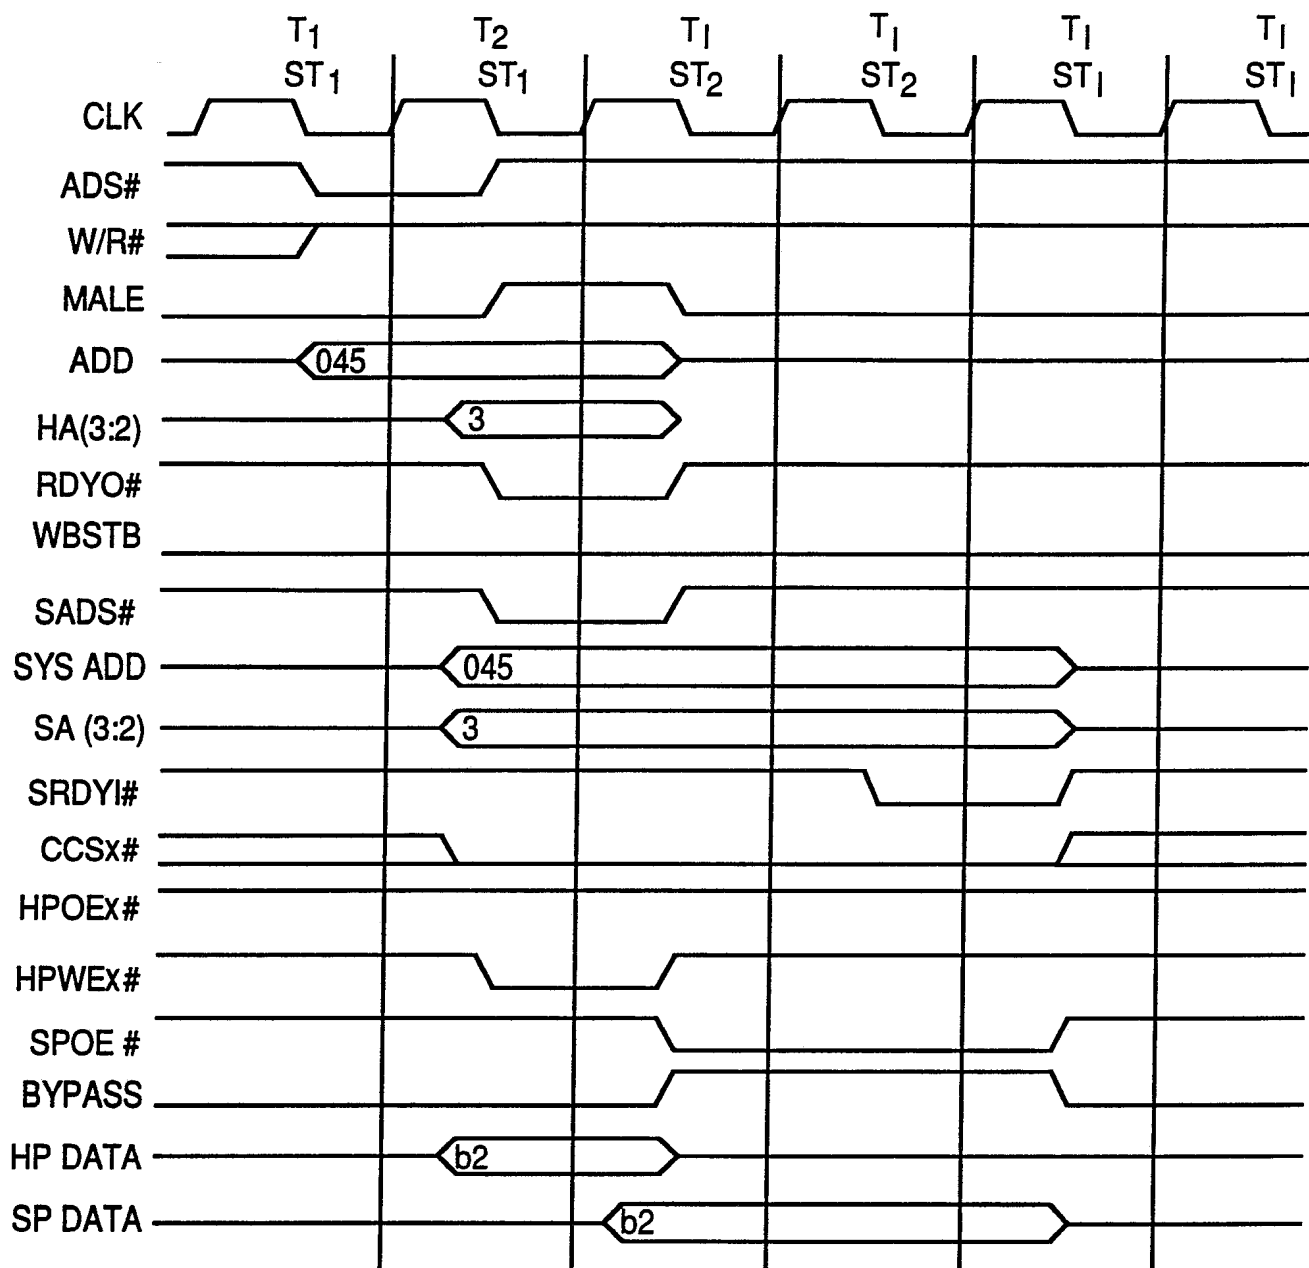 T1 T2 TI TI TI TI
ST1 ST1 ST2 ST2 STI STI
CLK
ADS#
W/R#
MALE
ADD 045
HA(3:2) 3
RDYO#
WBSTB
SADS#
SYS ADD 045
SA (3:2) 3
SRDYI#
CCSx#
HPOEx#
HPWEx#
SPOE #
BYPASS
HP DATA b2
SP DATA b2